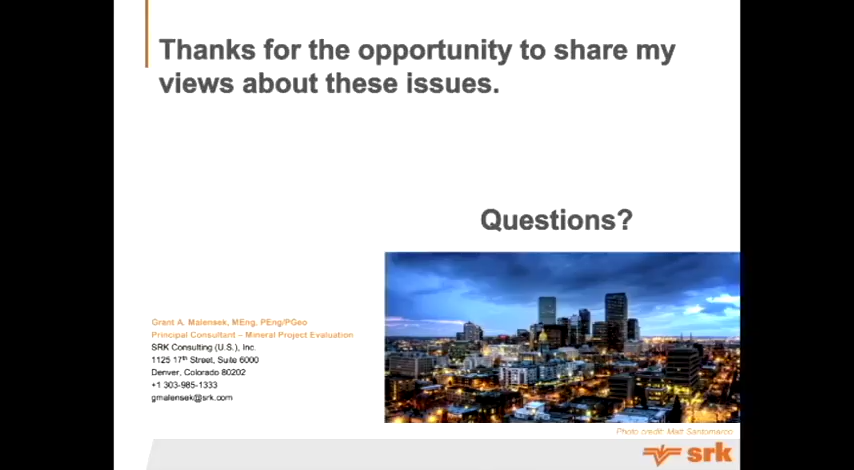 Thanks for the opportunity to share my
views about these issues.
Questions?
Grant A. Malensek, MEng, PEng/PGeo
Principal Consultant – Mineral Project Evaluation
SRK Consulting (U.S.), Inc.
1125 17th Street, Suite 6000
Denver, Colorado 80202
+1 303-985-1333
gmalensek@srk.com
Photo credit: Matt Santomarco
srk